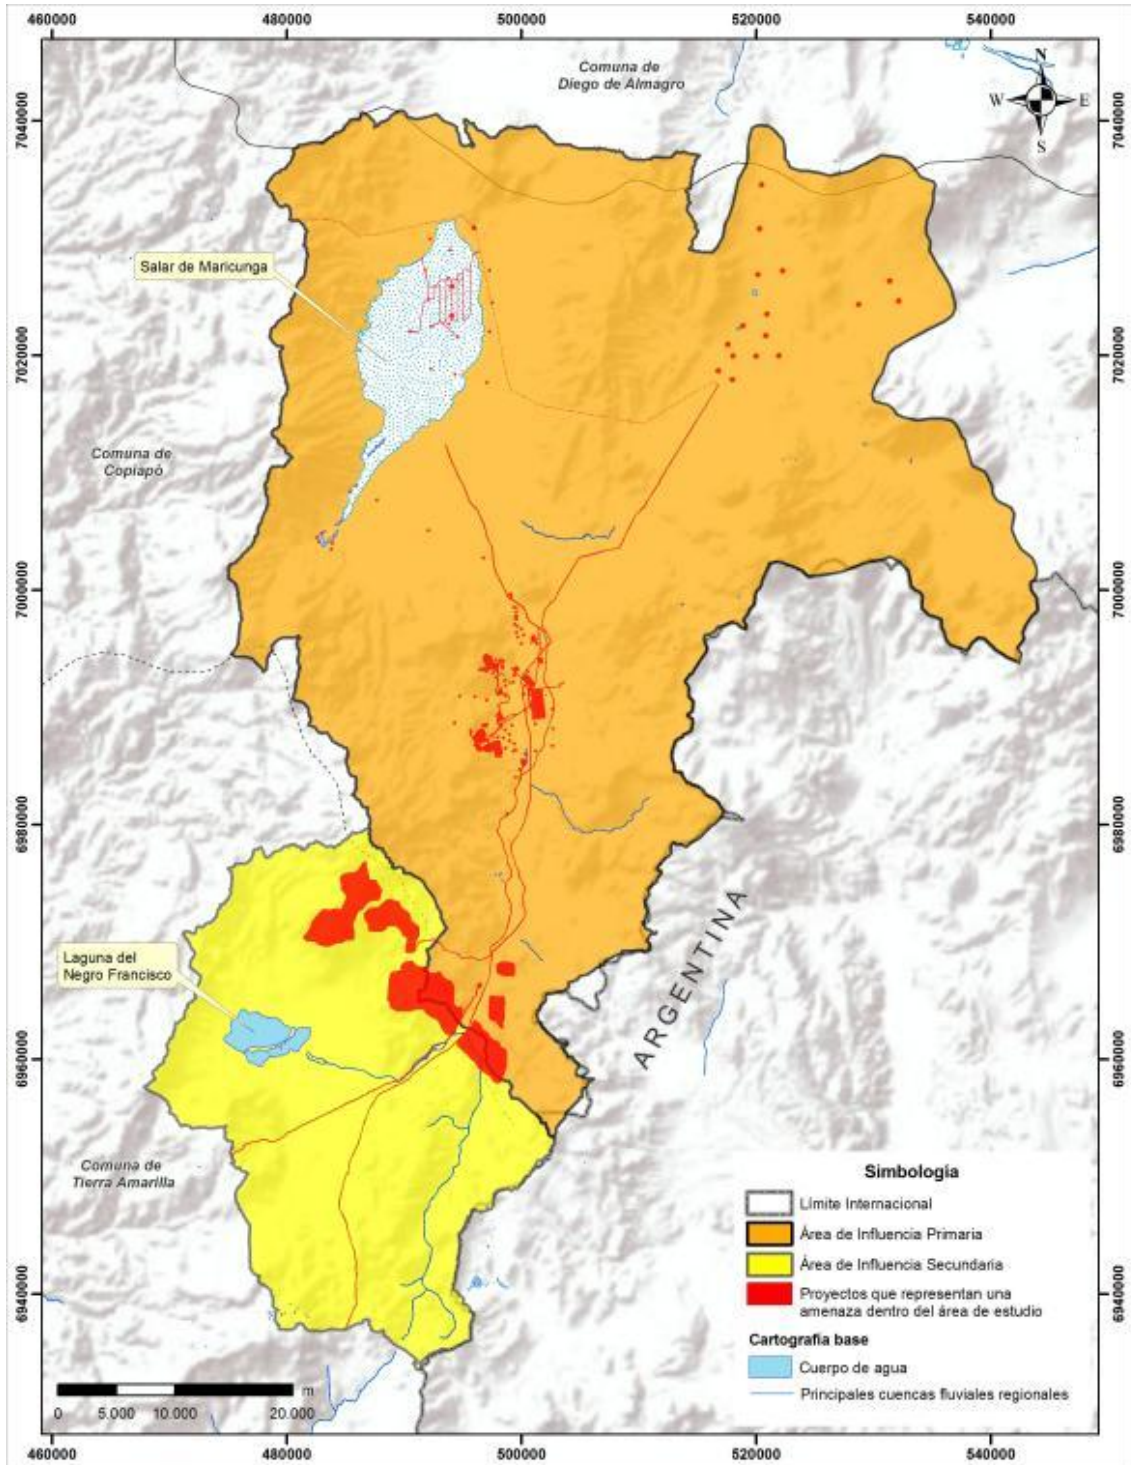 460000
480000
500000
520000
540000
Comuna de
Diego de Almagro
N
W
E
S
7040000
7040000
Salar de Maricunga
7020000
7020000
Comuna de
Copiapó
7000000
7000000
6980000
6980000
ARGENTINA
Laguna del
Negro Francisco
6960000
6960000
Comuna de
Tierra Amarilla
Simbología
Límite Internacional
Área de Influencia Primaria
Área de Influencia Secundaria
Proyectos que representan una
amenaza dentro del área de estudio
Cartografía base
Cuerpo de agua
Principales cuencas fluviales regionales
6940000
6940000
m
0
5.000
10.000
20.000
460000
480000
500000
520000
540000